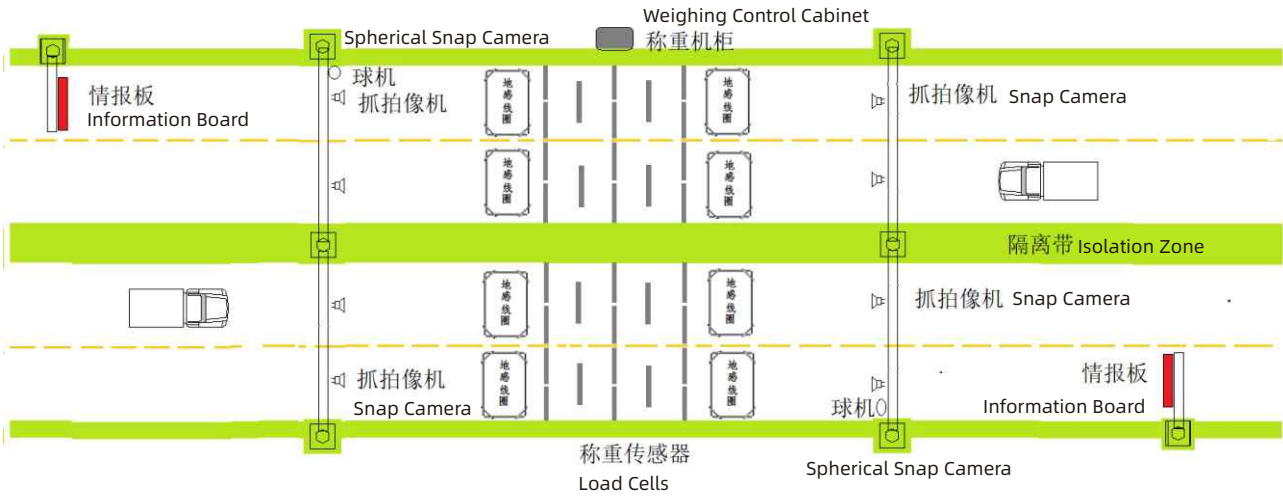 Weighing Control Cabinet
Spherical Snap Camera
称重机柜
球机
情报板
抓拍像机
Information Board
地感线圈
地感线圈
抓拍像机 Snap Camera
地感线圈
地感线圈
隔离带 Isolation Zone
地感线圈
地感线圈
抓拍像机 Snap Camera
地感线圈
地感线圈
抓拍像机
Snap Camera
情报板
球机
Information Board
称重传感器
Load Cells
Spherical Snap Camera